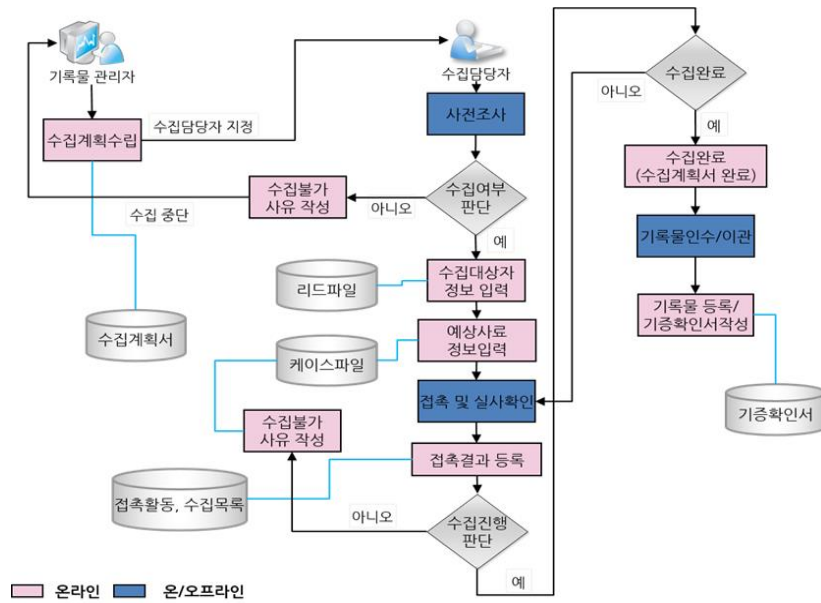 기록물 관리자
수집계획수립
수집담당자 지정
수집담당자
사전조사
수집여부
판단
아니오
수집불가
사유 작성
수집 중단
예
수집대상자
정보 입력
리드파일
수집계획서
예상사료
정보입력
케이스파일
접촉 및 실사확인
수집불가
사유 작성
접촉결과 등록
접촉활동, 수집목록
아니오
수집진행
판단
예
수집완료
아니오
예
수집완료
(수집계획서 완료)
기록물인수/이관
기록물 등록/
기증확인서작성
기증확인서
온라인
온/오프라인